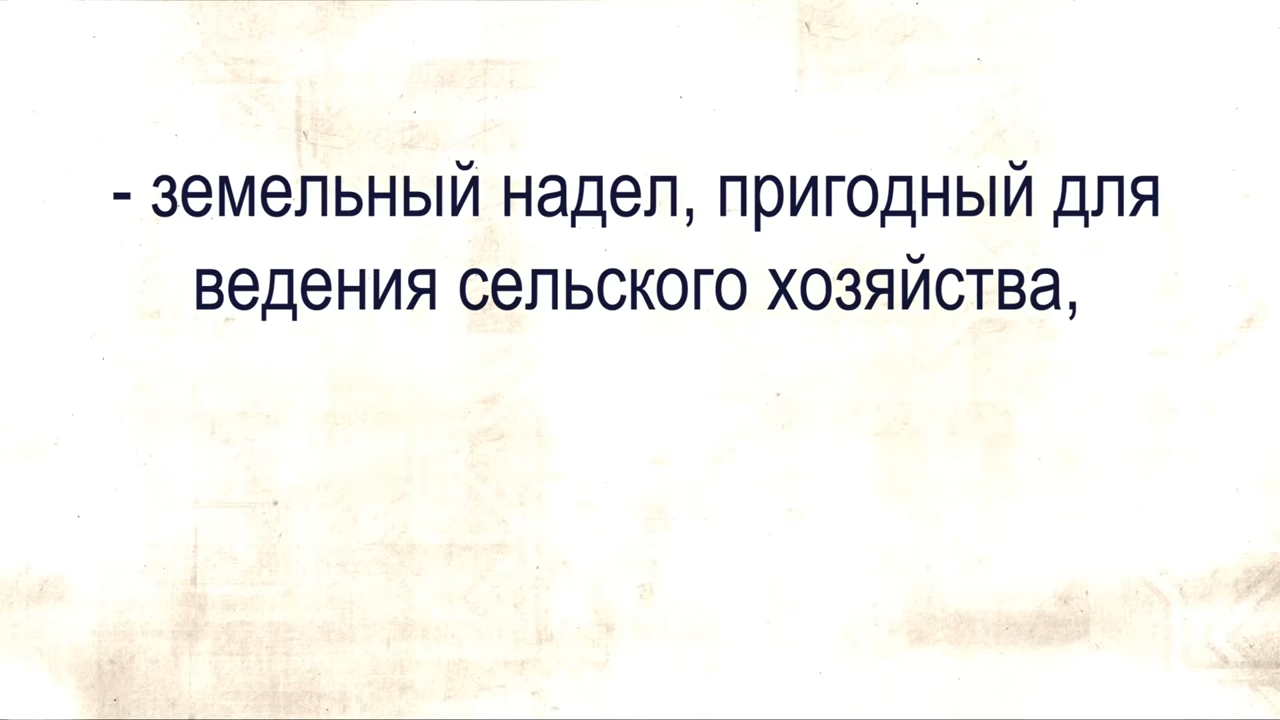 - земельный надел, пригодный для
ведения сельского хозяйства,